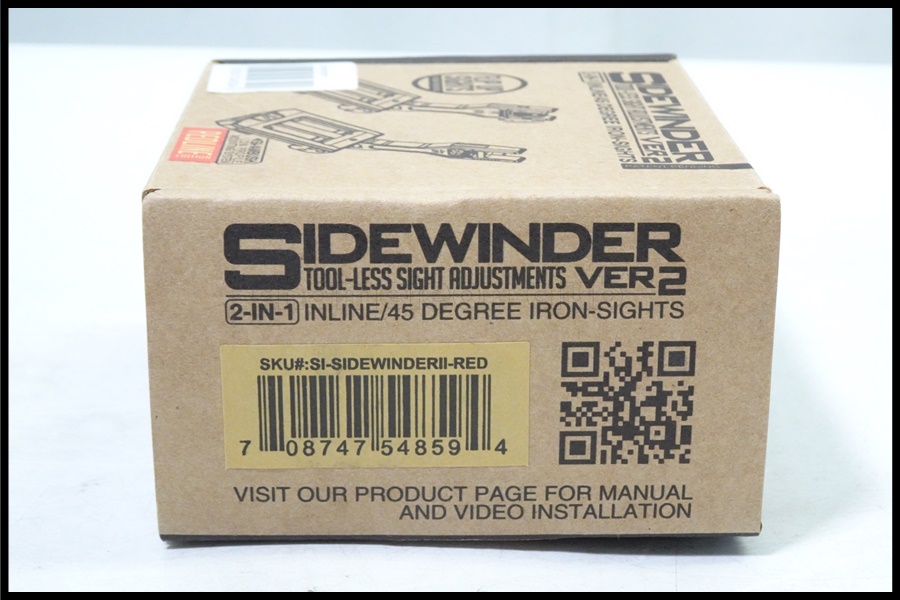 SIDEWINDER
TOOL-LESS SIGHT ADJUSTMENTS VER2
2-IN-1 INLINE/45 DEGREE IRON-SIGHTS
SKU#:SI-SIDEWINDERII-RED
7 08747 54859 4
VISIT OUR PRODUCT PAGE FOR MANUAL
AND VIDEO INSTALLATION
SIDEWINDER
VER2